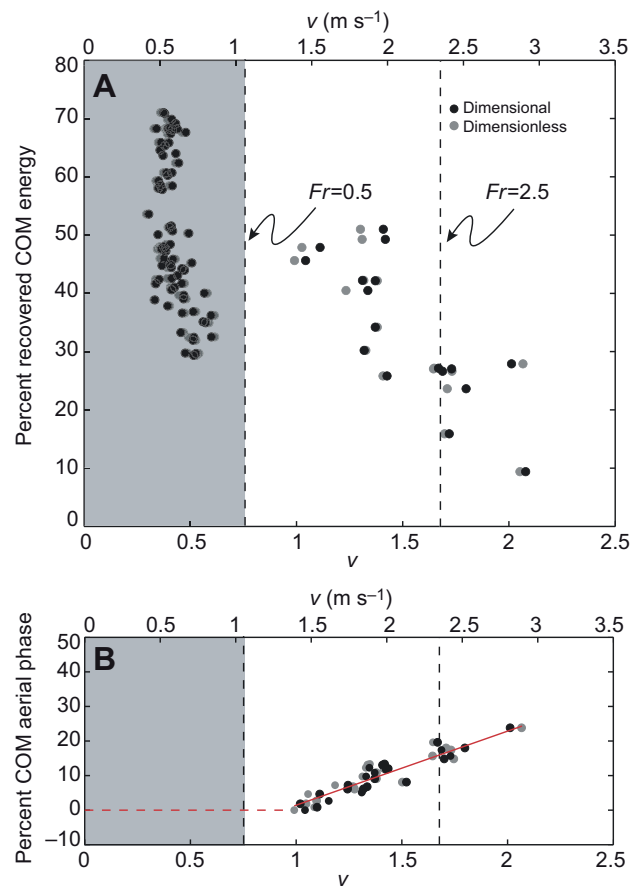 v (m s⁻¹)
0 0.5 1 1.5 2 2.5 3 3.5
A
Dimensional
Dimensionless
Fr=0.5
Fr=2.5
Percent recovered COM energy
80
70
60
50
40
30
20
10
0
0 0.5 1 1.5 2 2.5
v
v (m s⁻¹)
0 0.5 1 1.5 2 2.5 3 3.5
B
Percent COM aerial phase
50
40
30
20
10
0
−10
0 0.5 1 1.5 2 2.5
v